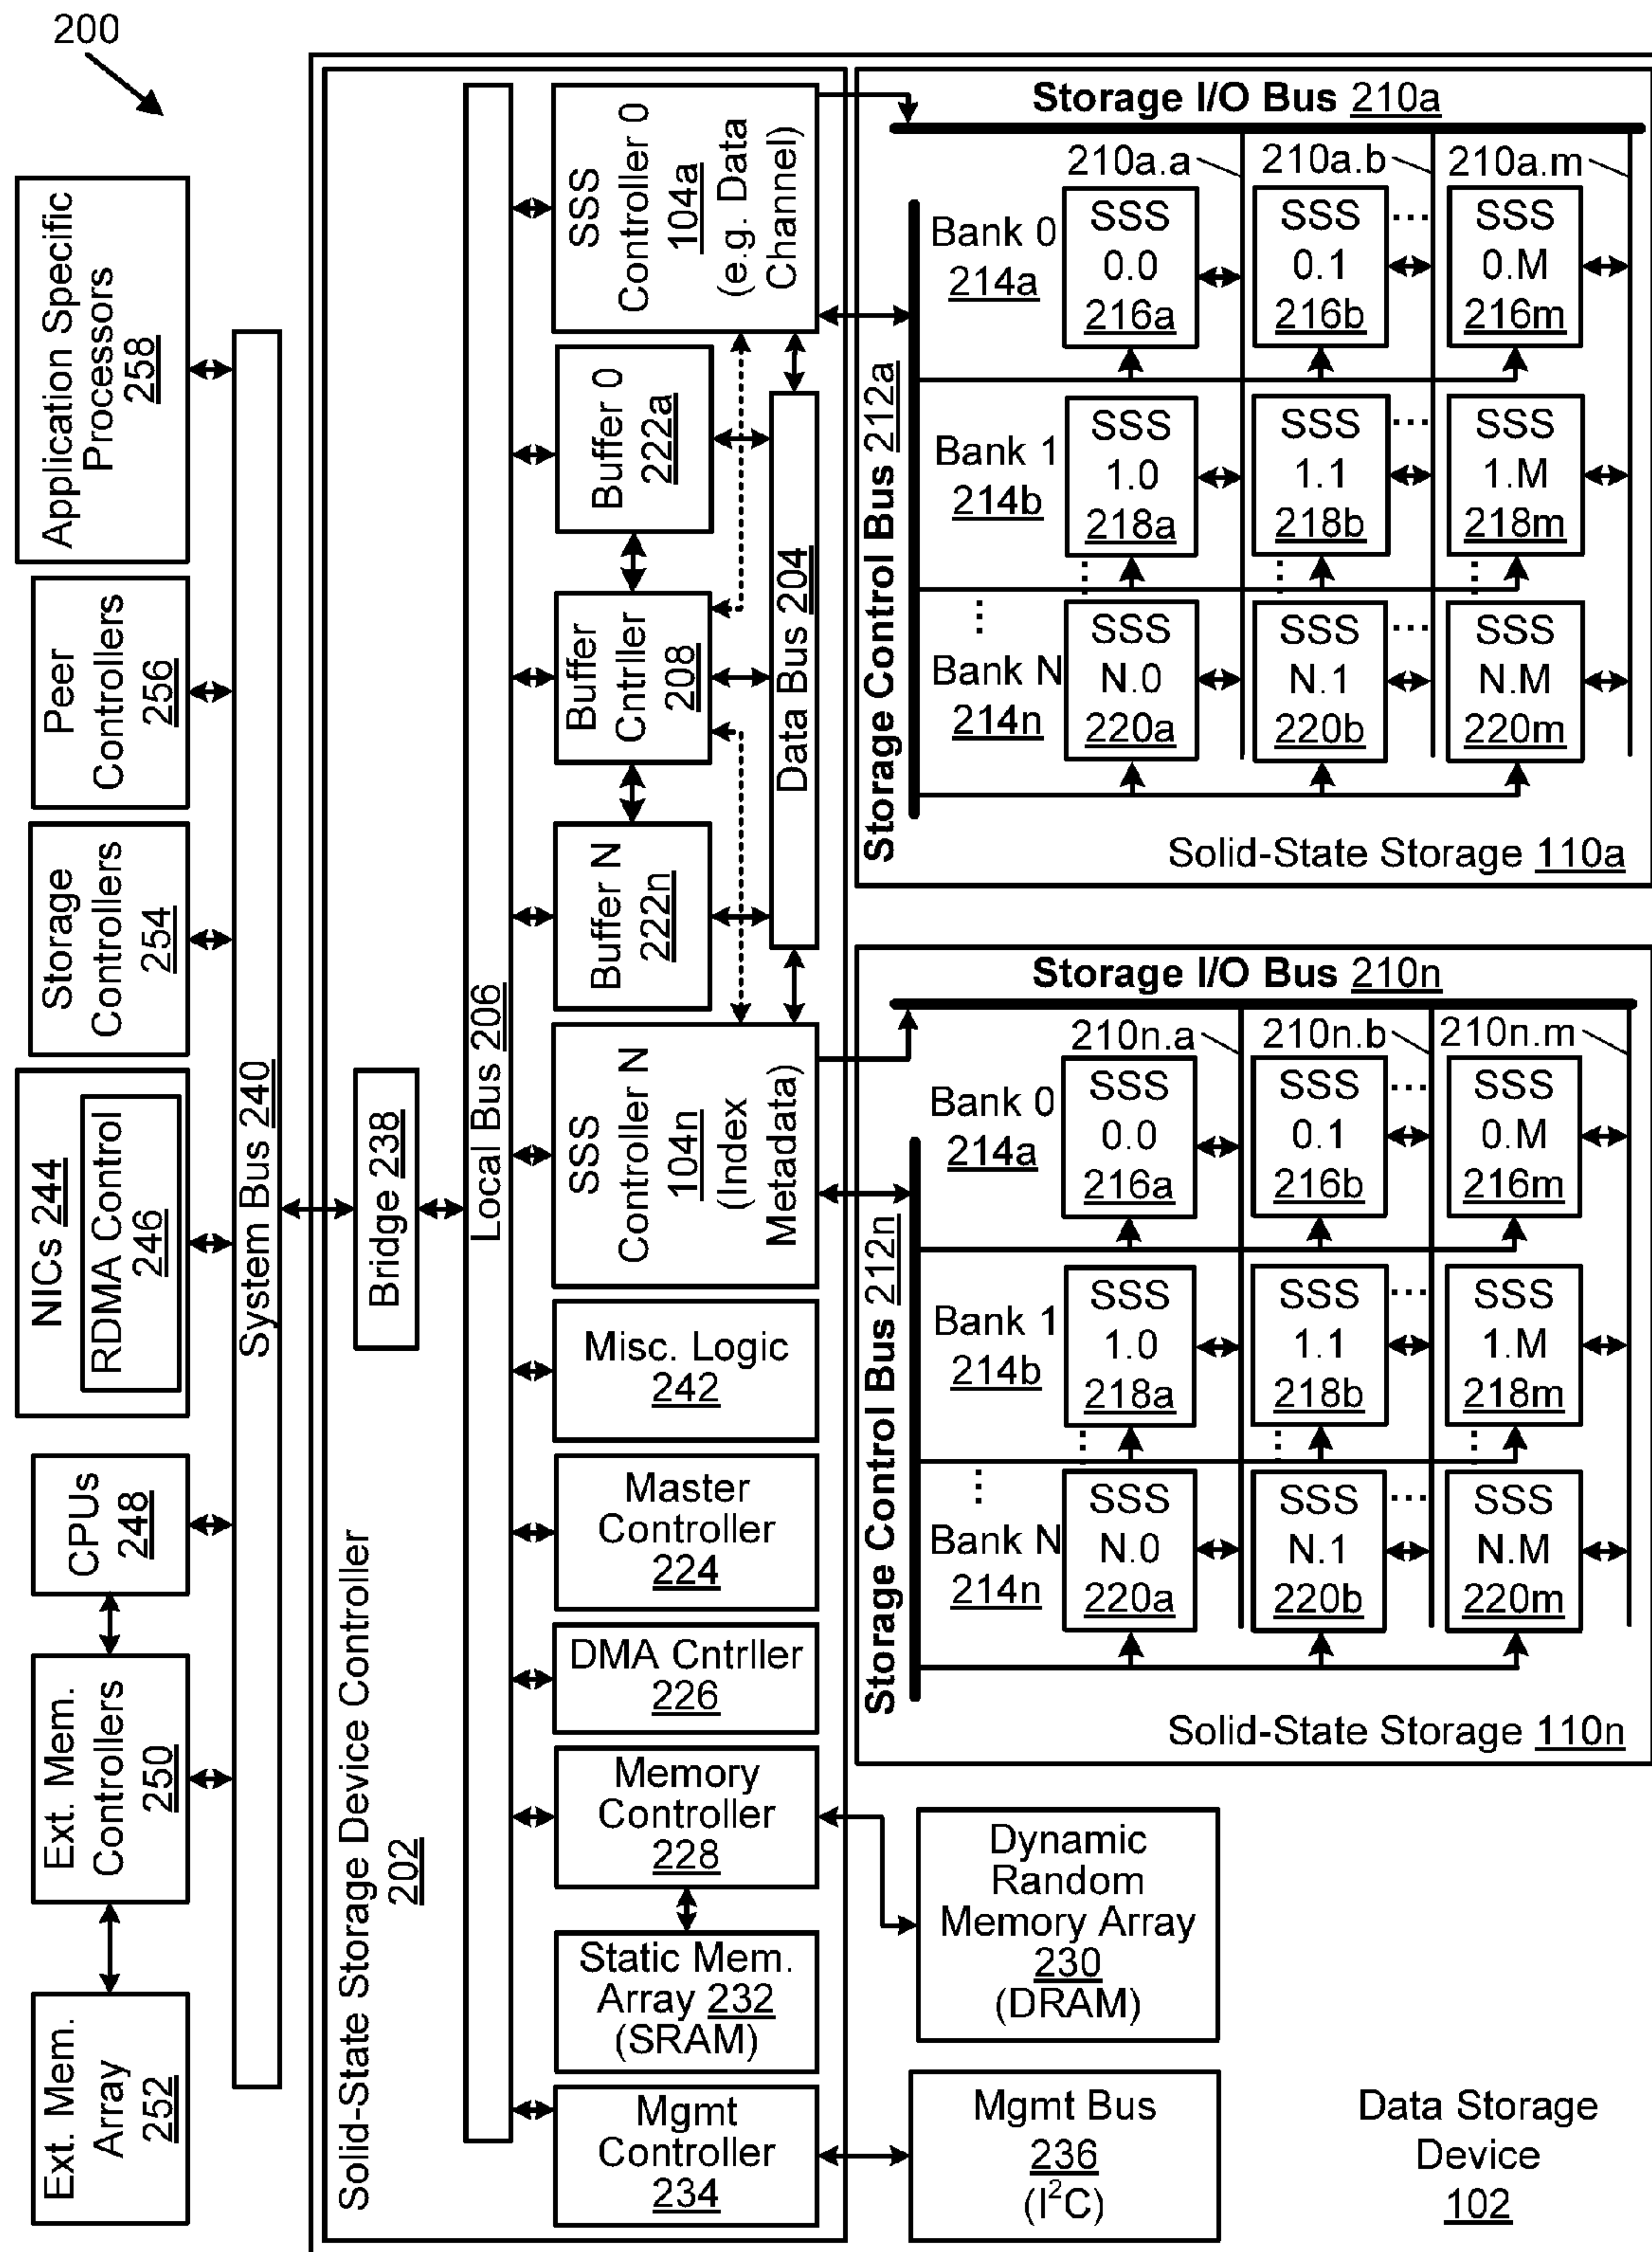 200
Application Specific
Processors
258
Peer
Controllers
256
Storage
Controllers
254
NICs 244
RDMA Control
246
CPUs
248
Ext. Mem.
Controllers
250
Ext. Mem.
Array
252
System Bus 240
Bridge 238
Solid-State Storage Device Controller
202
Local Bus 206
SSS
Controller 0
104a
(e.g. Data
Channel)
Buffer 0
222a
Buffer
Cntrller
208
Buffer N
222n
Data Bus 204
SSS
Controller N
104n
(Index
Metadata)
Misc. Logic
242
Master
Controller
224
DMA Cntrller
226
Memory
Controller
228
Static Mem.
Array 232
(SRAM)
Mgmt
Controller
234
Storage I/O Bus 210a
210a.a
210a.b
210a.m
Storage Control Bus 212a
Bank 0
214a
SSS
0.0
216a
SSS
0.1
216b
...
SSS
0.M
216m
Bank 1
214b
SSS
1.0
218a
SSS
1.1
218b
...
SSS
1.M
218m
Bank N
214n
SSS
N.0
220a
SSS
N.1
220b
...
SSS
N.M
220m
Solid-State Storage 110a
Storage I/O Bus 210n
210n.a
210n.b
210n.m
Storage Control Bus 212n
Bank 0
214a
SSS
0.0
216a
SSS
0.1
216b
...
SSS
0.M
216m
Bank 1
214b
SSS
1.0
218a
SSS
1.1
218b
...
SSS
1.M
218m
Bank N
214n
SSS
N.0
220a
SSS
N.1
220b
...
SSS
N.M
220m
Solid-State Storage 110n
Dynamic
Random
Memory Array
230
(DRAM)
Mgmt Bus
236
(I²C)
Data Storage
Device
102